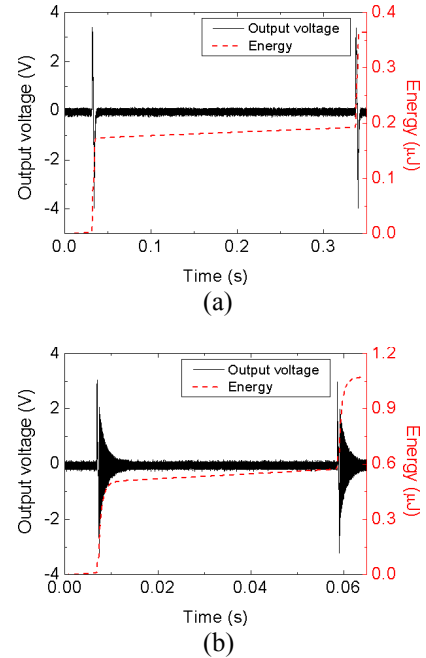 Output voltage
Energy
Output voltage (V)
4
2
0
-2
-4
Energy (μJ)
0.4
0.3
0.2
0.1
0.0
0.0 0.1 0.2 0.3
Time (s)
(a)
Output voltage
Energy
Output voltage (V)
4
2
0
-2
-4
Energy (μJ)
1.2
0.9
0.6
0.3
0.0
0.00 0.02 0.04 0.06
Time (s)
(b)